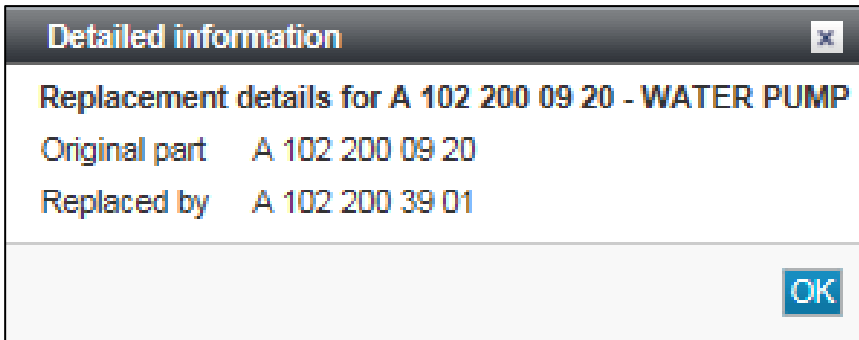 Detailed information
x
Replacement details for A 102 200 09 20 - WATER PUMP
Original part A 102 200 09 20
Replaced by A 102 200 39 01
OK